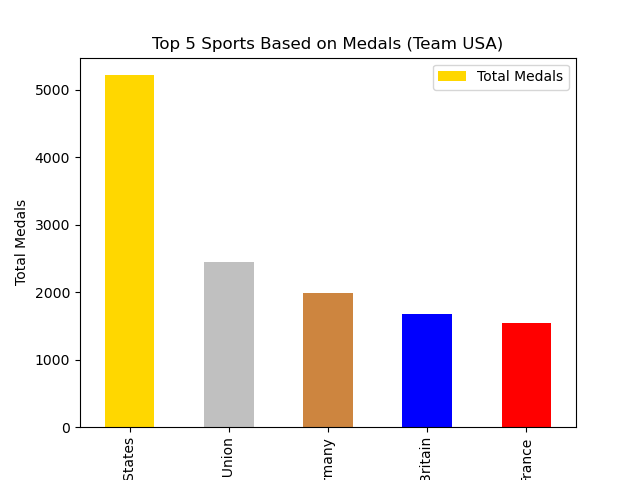 Top 5 Sports Based on Medals (Team USA)
Total Medals
Total Medals
5000
4000
3000
2000
1000
0
States
Union
rmany
Britain
rance